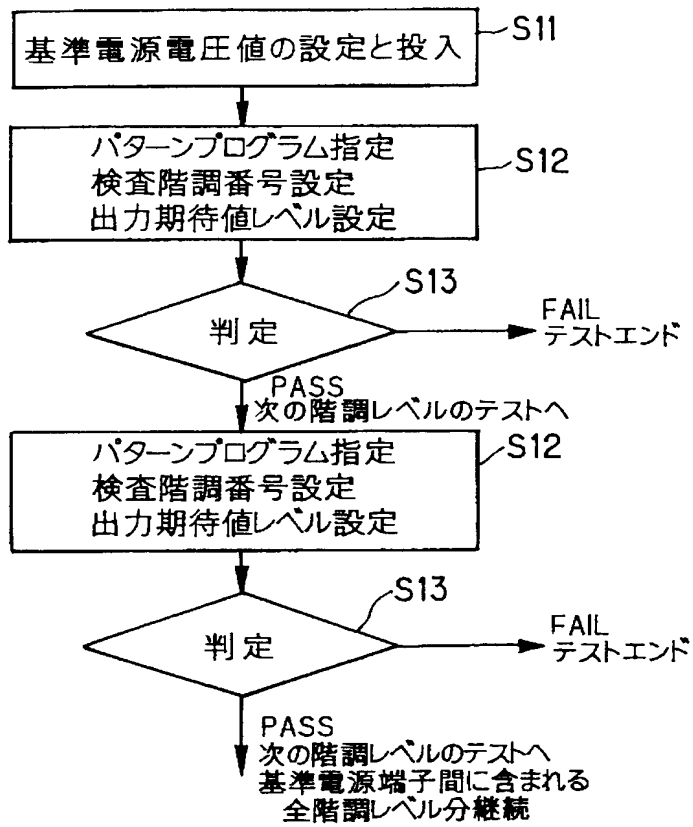 基準電源電圧値の設定と投入
S11
パターンプログラム指定
検査階調番号設定
出力期待値レベル設定
S12
判定
S13
FAIL
テストエンド
PASS
次の階調レベルのテストへ
パターンプログラム指定
検査階調番号設定
出力期待値レベル設定
S12
判定
S13
FAIL
テストエンド
PASS
次の階調レベルのテストへ
基準電源端子間に含まれる
全階調レベル分継続